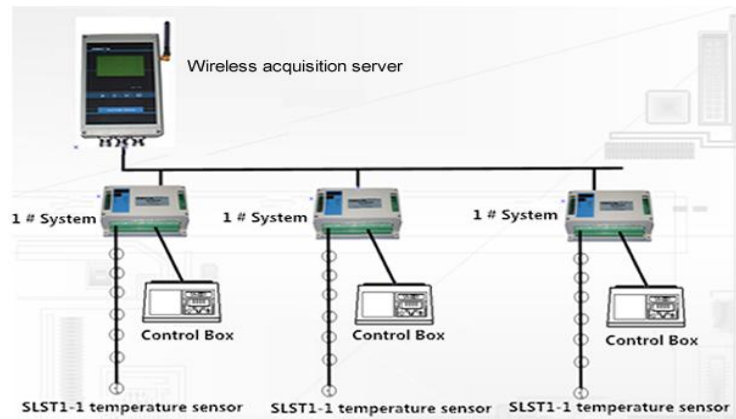 Wireless acquisition server
1 # System
1 # System
1 # System
Control Box
Control Box
Control Box
SLST1-1 temperature sensor
SLST1-1 temperature sensor
SLST1-1 temperature sensor